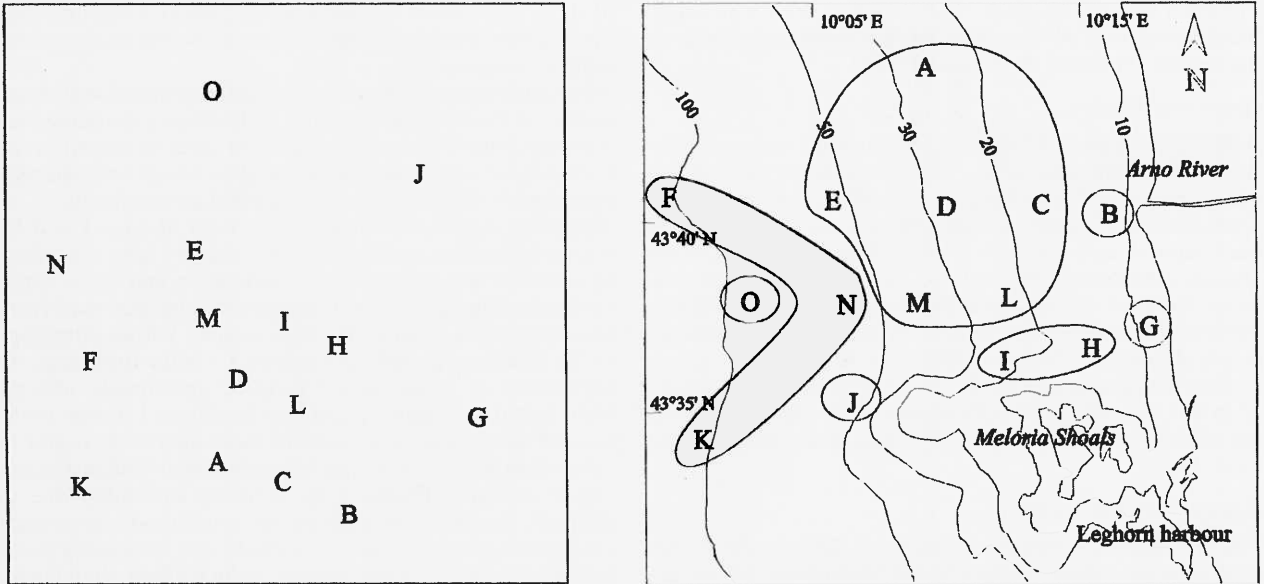 O
J
E
N
M
I
H
F
D
L
G
A
C
K
B
10°05' E
10°15' E
A
N
100
50
30
20
10
Arno River
F
E
D
C
B
43°40' N
O
N
M
L
G
I
H
43°35' N
J
K
Meloria Shoals
Leghorn harbour